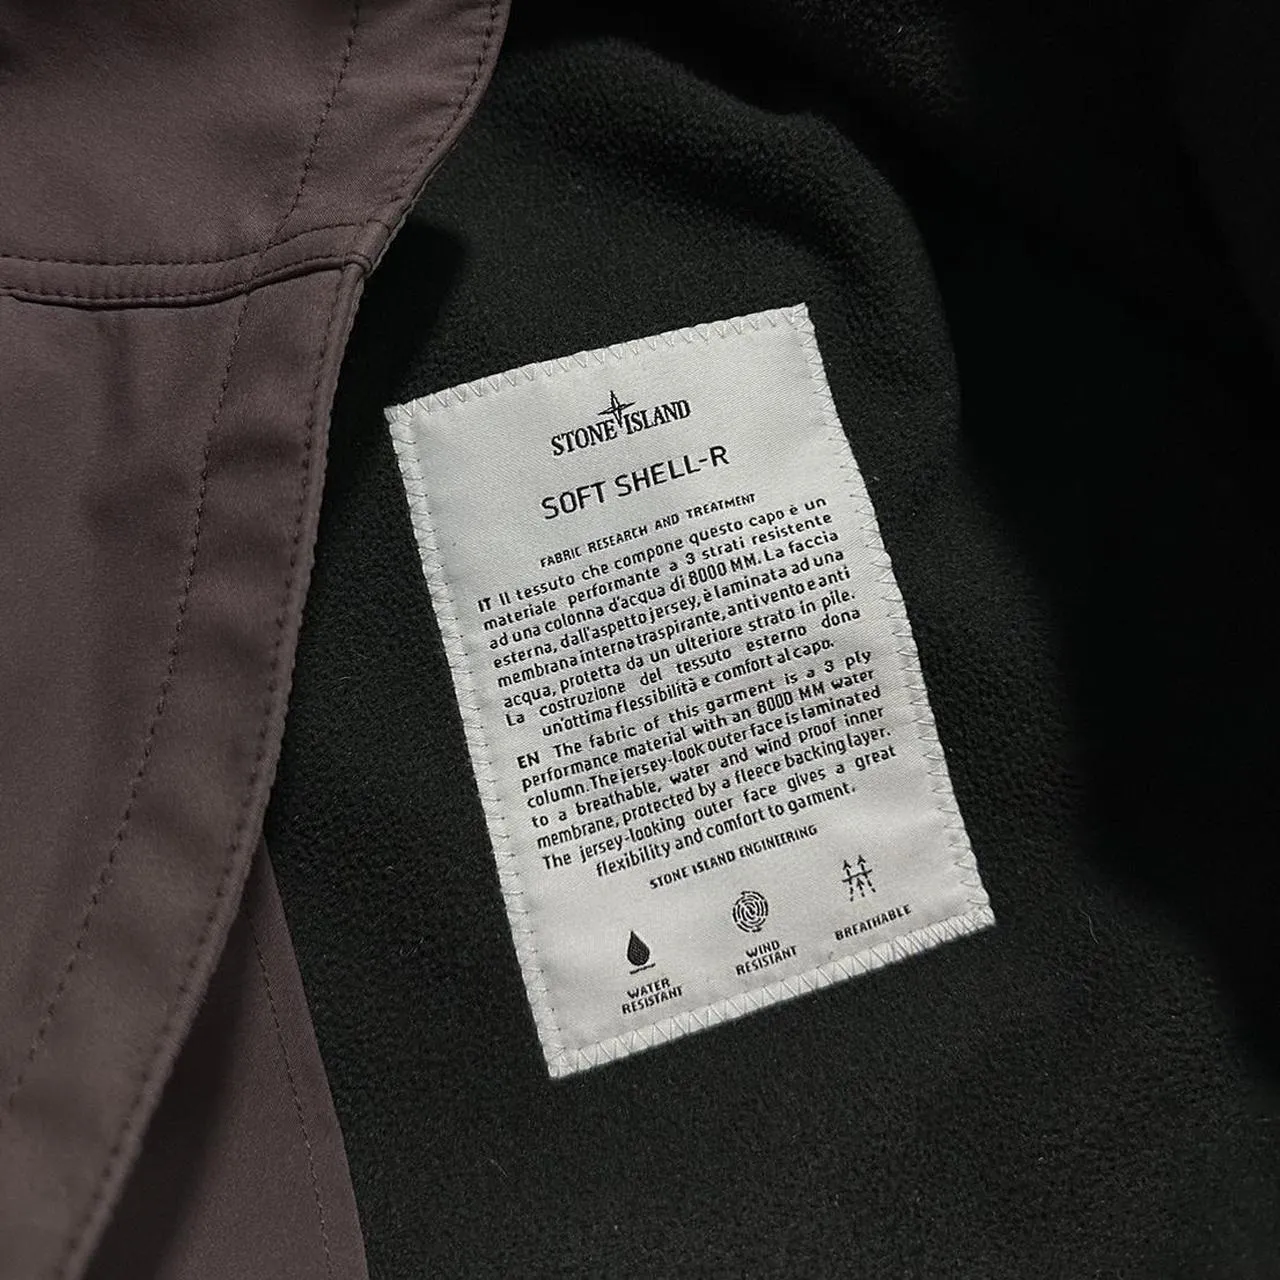 STONE ISLAND
SOFT SHELL-R
FABRIC RESEARCH AND TREATMENT
IT Il tessuto che compone questo capo è un
materiale performante a 3 strati resistente
ad una colonna d'acqua di 8000 MM. La faccia
esterna, dall'aspetto jersey, è laminata ad una
membrana interna traspirante, anti vento e anti
acqua, protetta da un ulteriore strato in pile.
La costruzione del tessuto esterno dona
un'ottima flessibilità e comfort al capo.
EN The fabric of this garment is a 3 ply
performance material with an 8000 MM water
column. The jersey-look outer face is laminated
to a breathable, water and wind proof inner
membrane, protected by a fleece backing layer.
The jersey-looking outer face gives a great
flexibility and comfort to garment.
STONE ISLAND ENGINEERING
WATER
RESISTANT
WIND
RESISTANT
BREATHABLE